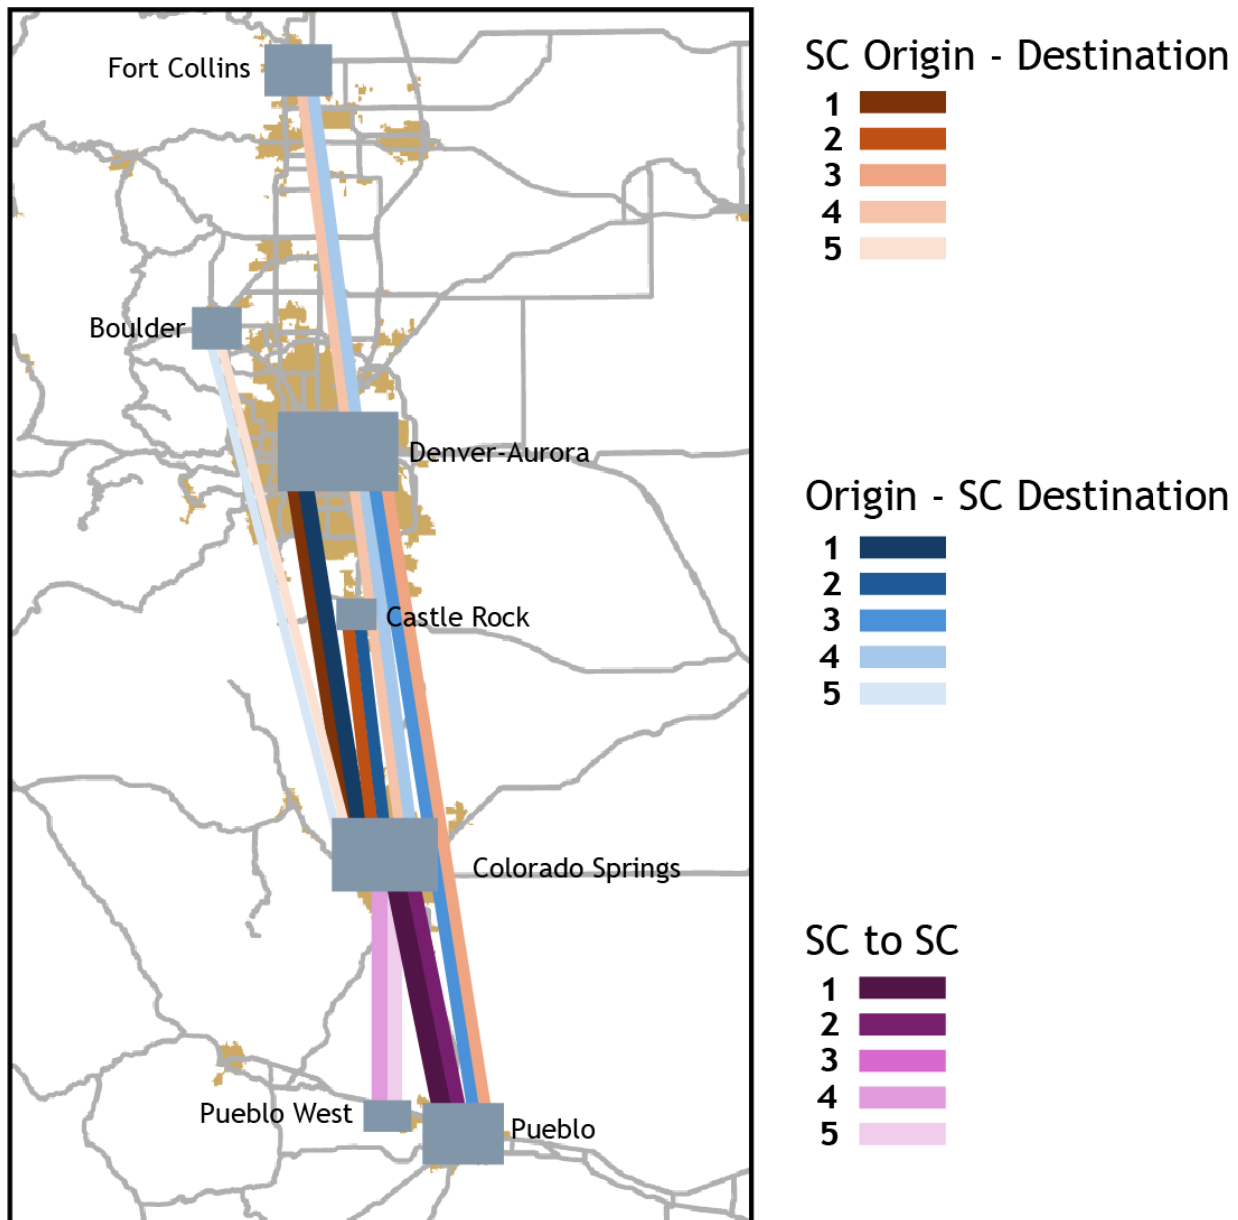 Fort Collins
Boulder
Denver-Aurora
Castle Rock
Colorado Springs
Pueblo West
Pueblo
SC Origin - Destination
1
2
3
4
5
Origin - SC Destination
1
2
3
4
5
SC to SC
1
2
3
4
5